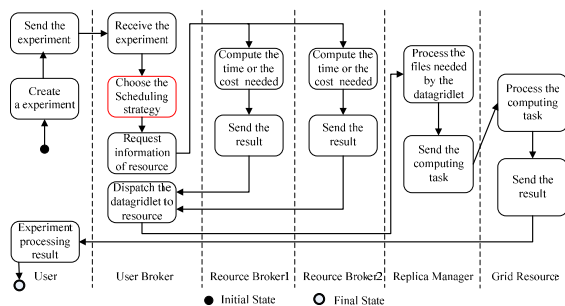 Send the
experiment
Create
a experiment
Experiment
processing
result
User
Receive the
experiment
Choose the
Scheduling
strategy
Request
information
of resource
Dispatch the
datagridlet to
resource
User Broker
Compute the
time or the
cost needed
Send the
result
Reource Broker1
Compute the
time or the
cost needed
Send the
result
Reource Broker2
Process the
files needed
by the
datagridlet
Send the
computing
task
Replica Manager
Process the
computing
task
Send the
result
Grid Resource
Initial State
Final State